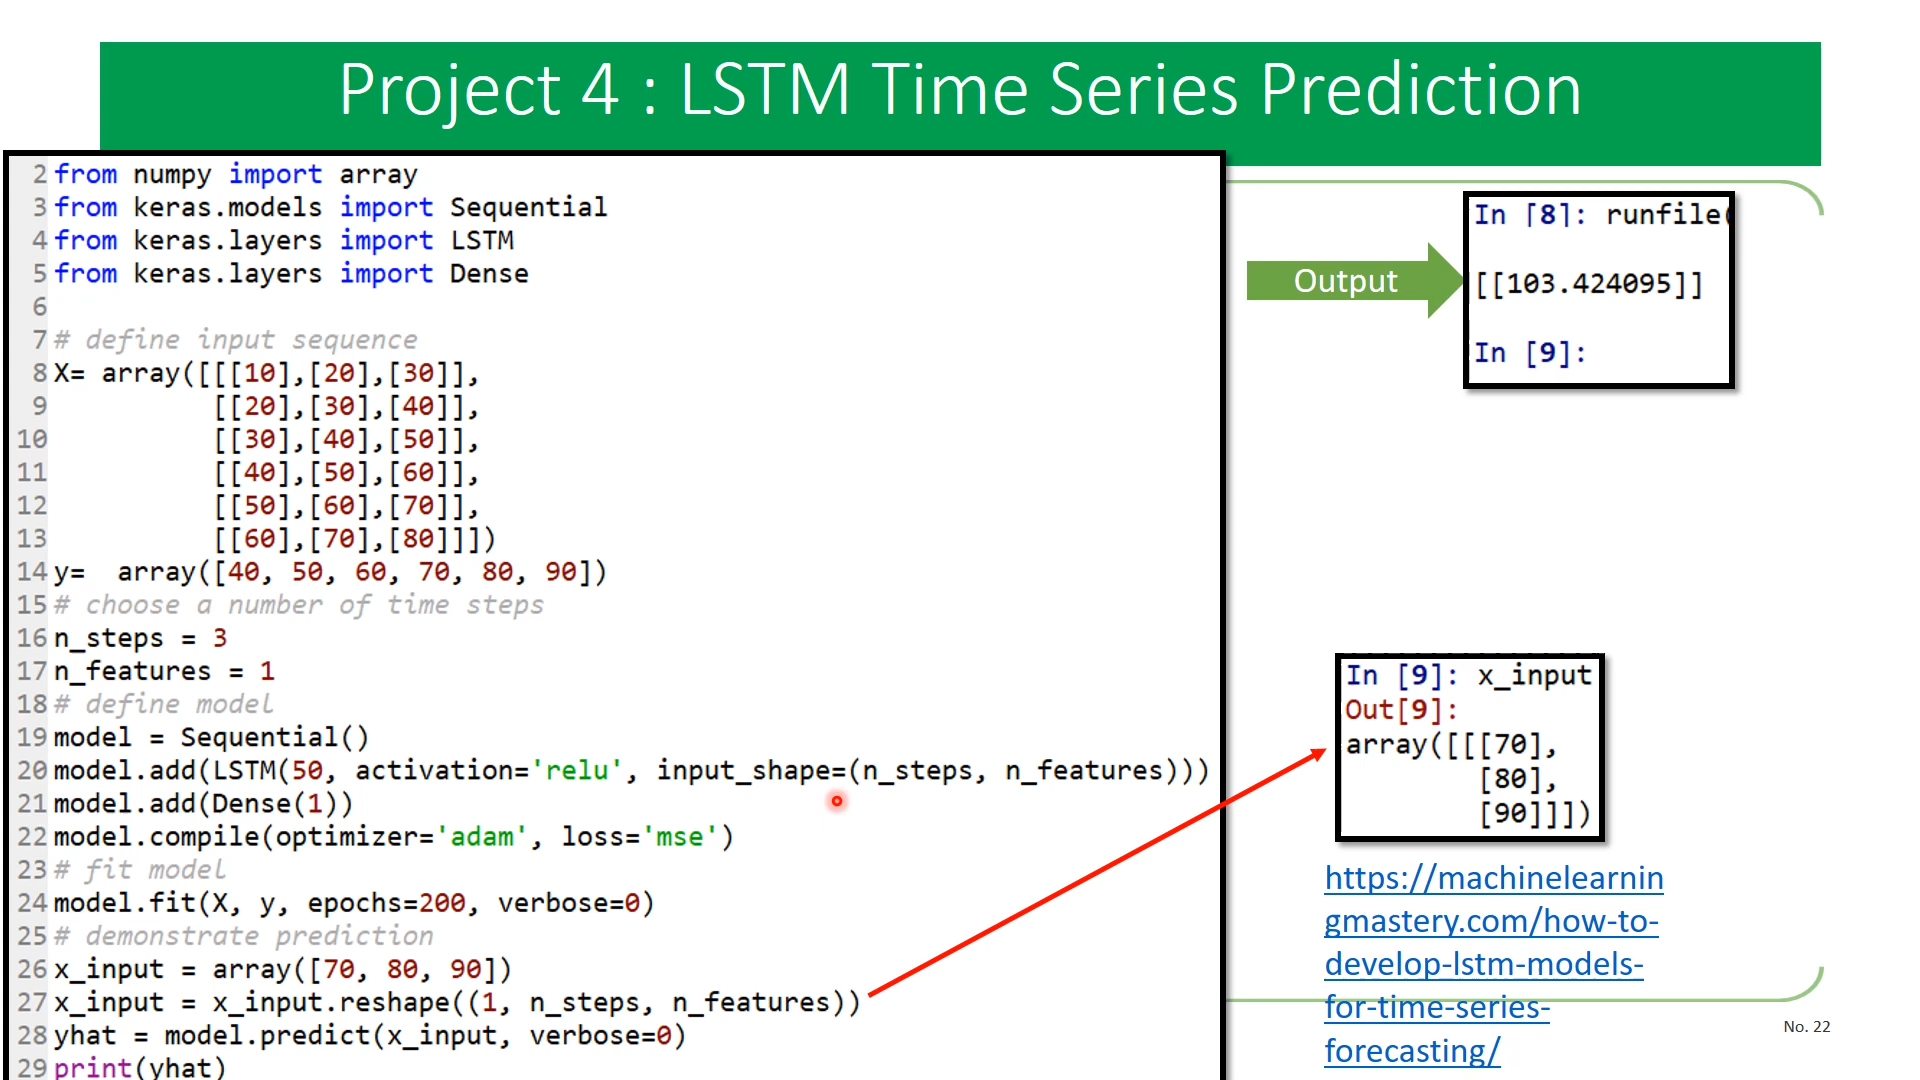 Project 4 : LSTM Time Series Prediction
2 from numpy import array
3 from keras.models import Sequential
4 from keras.layers import LSTM
5 from keras.layers import Dense
6
7 # define input sequence
8 X= array([[[10],[20],[30]],
9 [[20],[30],[40]],
10 [[30],[40],[50]],
11 [[40],[50],[60]],
12 [[50],[60],[70]],
13 [[60],[70],[80]]])
14 y=  array([40, 50, 60, 70, 80, 90])
15 # choose a number of time steps
16 n_steps = 3
17 n_features = 1
18 # define model
19 model = Sequential()
20 model.add(LSTM(50, activation='relu', input_shape=(n_steps, n_features)))
21 model.add(Dense(1))
22 model.compile(optimizer='adam', loss='mse')
23 # fit model
24 model.fit(X, y, epochs=200, verbose=0)
25 # demonstrate prediction
26 x_input = array([70, 80, 90])
27 x_input = x_input.reshape((1, n_steps, n_features))
28 yhat = model.predict(x_input, verbose=0)
29 print(yhat)
Output
In [8]: runfile(
[[103.424095]]
In [9]:
In [9]: x_input
Out[9]:
array([[[70],
[80],
[90]]])
https://machinelearnin
gmastery.com/how-to-
develop-lstm-models-
for-time-series-
forecasting/
No. 22